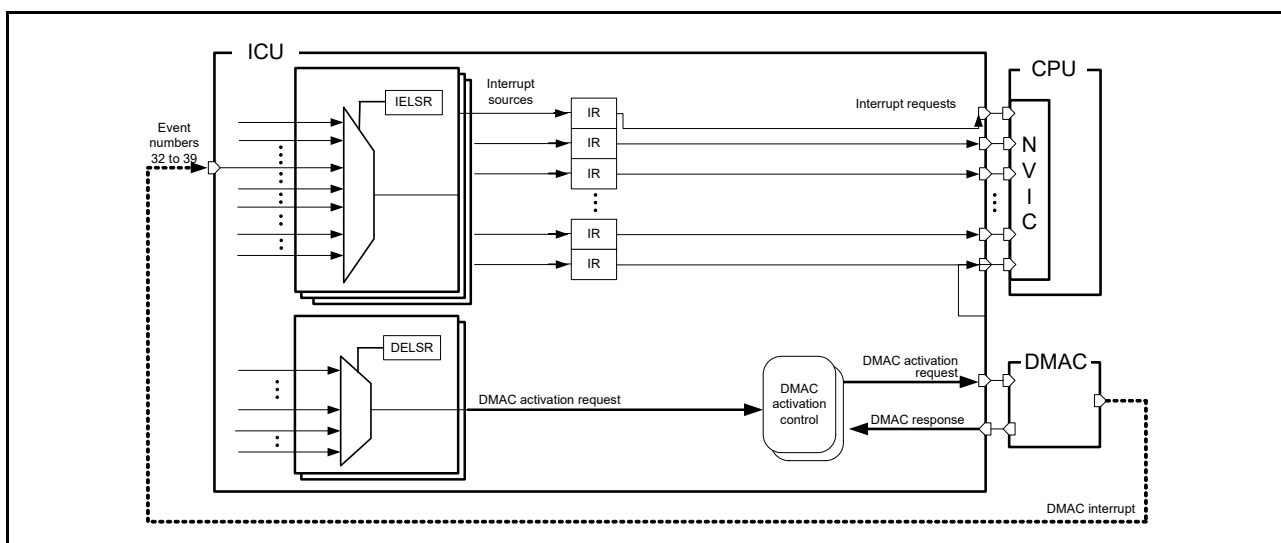 ICU
CPU
IELSR
Interrupt
sources
Interrupt requests
Event
numbers
32 to 39
IR
IR
IR
IR
IR
N
V
I
C
DELSR
DMAC activation request
DMAC
activation
control
DMAC activation
request
DMAC response
DMAC
DMAC interrupt